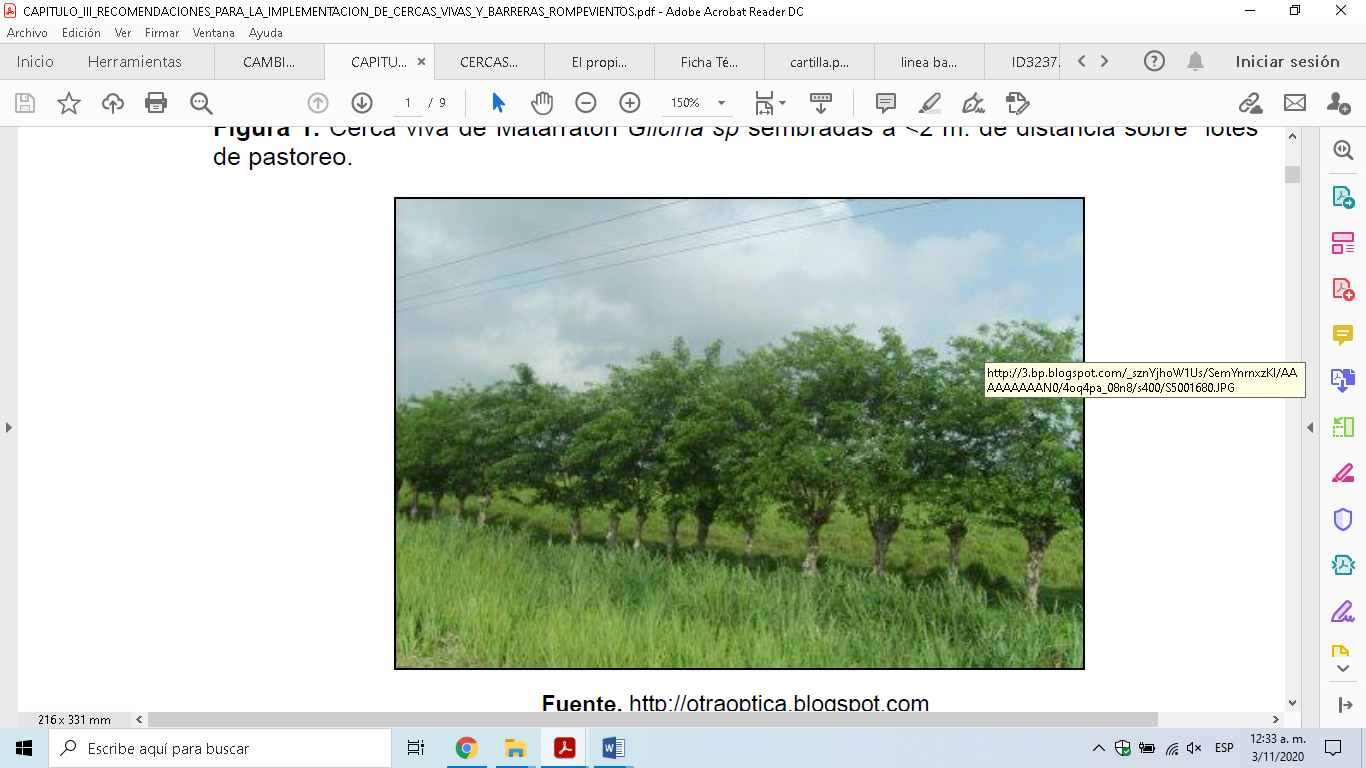 CAPITULO_III_RECOMENDACIONES_PARA_LA_IMPLEMENTACION_DE_CERCAS_VIVAS_Y_BARRERAS_ROMPEVIENTOS.pdf - Adobe Acrobat Reader DC
Archivo Edición Ver Firmar Ventana Ayuda
Inicio Herramientas CAMBI... CAPITU... × CERCAS... El propi... Ficha Té... cartilla.p... linea ba... ID3237. Iniciar sesión
1 / 9 150%
Figura 1. Cerca viva de Matarratón Glicina sp sembradas a <2 m. de distancia sobre lotes
de pastoreo.
http://3.bp.blogspot.com/_sznYjhoW1Us/SemYnrnxzKI/AA
AAAAAAAN0/4oq4pa_08n8/s400/S5001680.JPG
Fuente. http://otraoptica.blogspot.com
216 x 331 mm
Escribe aquí para buscar
ESP
12:33 a. m.
3/11/2020